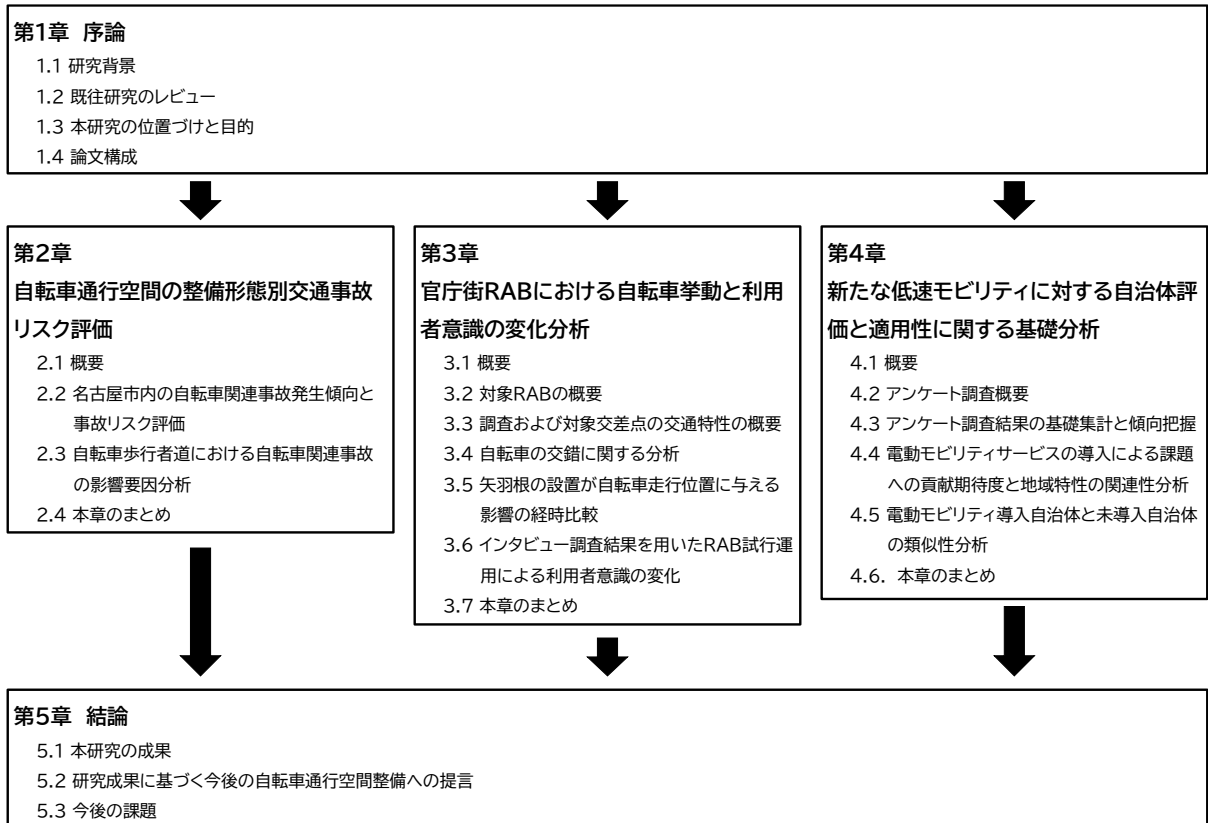 第1章 序論
1.1 研究背景
1.2 既往研究のレビュー
1.3 本研究の位置づけと目的
1.4 論文構成
第2章
自転車通行空間の整備形態別交通事故
リスク評価
2.1 概要
2.2 名古屋市内の自転車関連事故発生傾向と
事故リスク評価
2.3 自転車歩行者道における自転車関連事故
の影響要因分析
2.4 本章のまとめ
第3章
官庁街RABにおける自転車挙動と利用
者意識の変化分析
3.1 概要
3.2 対象RABの概要
3.3 調査および対象交差点の交通特性の概要
3.4 自転車の交錯に関する分析
3.5 矢羽根の設置が自転車走行位置に与える
影響の経時比較
3.6 インタビュー調査結果を用いたRAB試行運
用による利用者意識の変化
3.7 本章のまとめ
第4章
新たな低速モビリティに対する自治体評
価と適用性に関する基礎分析
4.1 概要
4.2 アンケート調査概要
4.3 アンケート調査結果の基礎集計と傾向把握
4.4 電動モビリティサービスの導入による課題
への貢献期待度と地域特性の関連性分析
4.5 電動モビリティ導入自治体と未導入自治体
の類似性分析
4.6. 本章のまとめ
第5章 結論
5.1 本研究の成果
5.2 研究成果に基づく今後の自転車通行空間整備への提言
5.3 今後の課題